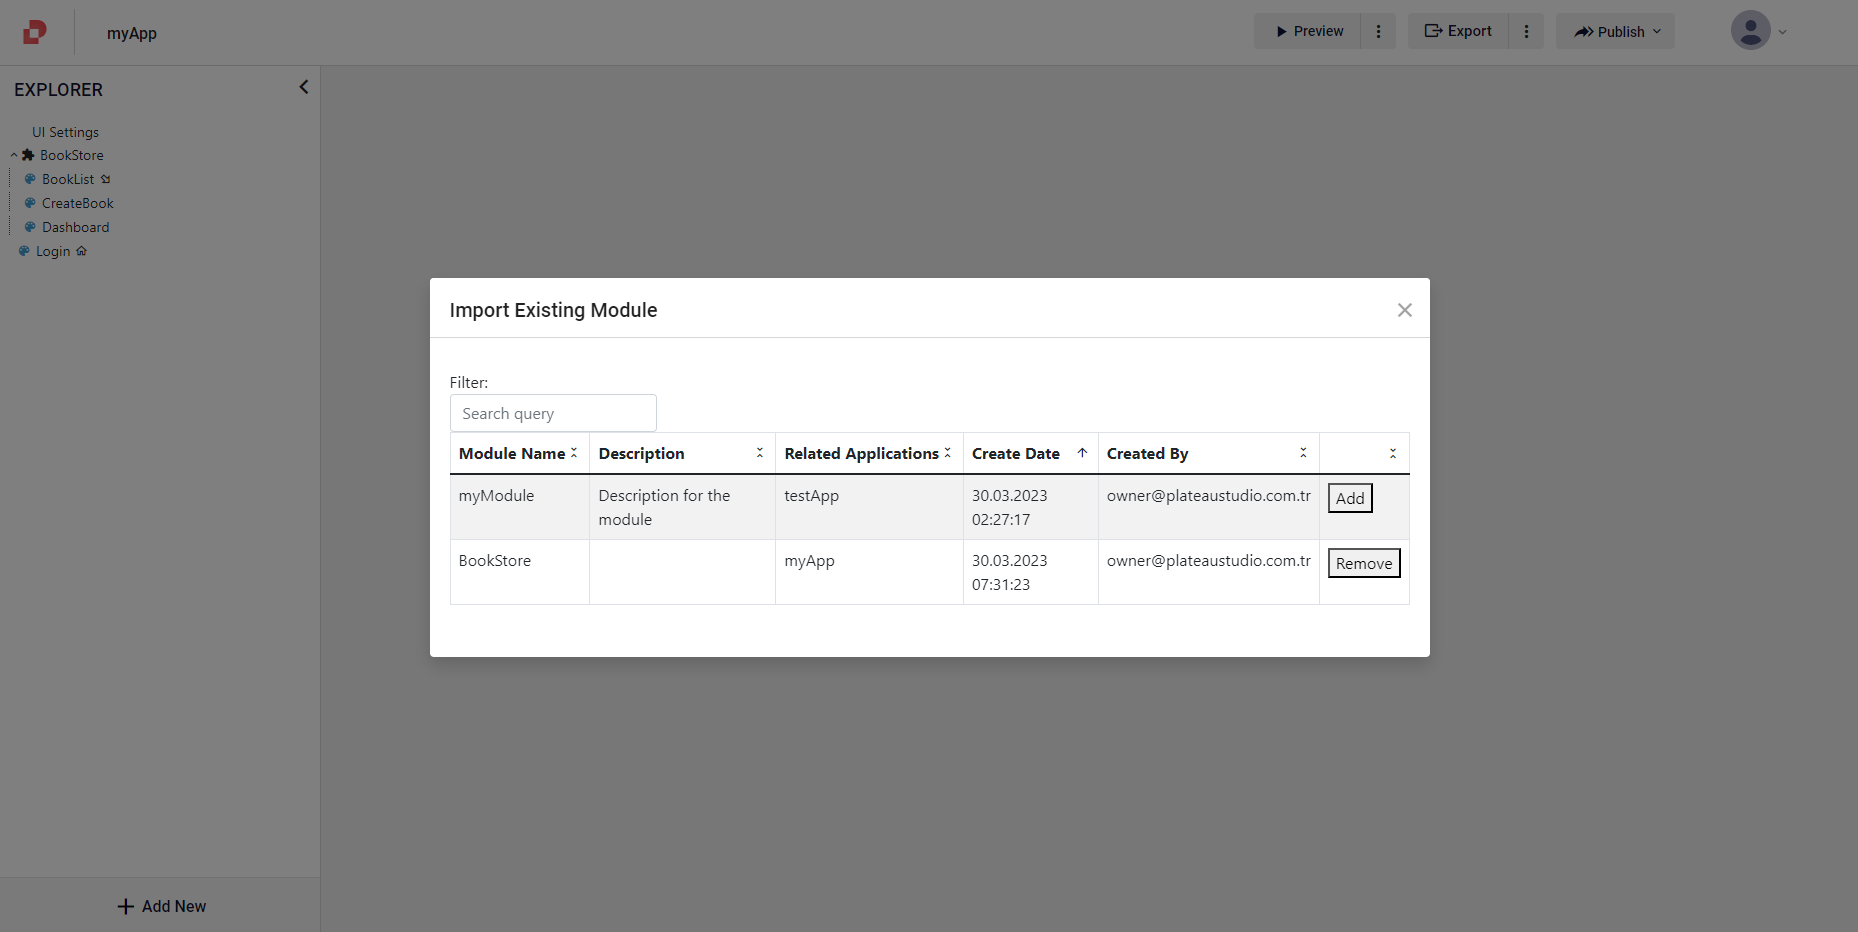 myApp
Preview
Export
Publish
EXPLORER
UI Settings
BookStore
BookList
CreateBook
Dashboard
Login
Import Existing Module
Filter:
Search query
Module Name Description Related Applications Create Date Created By
myModule Description for the testApp 30.03.2023 owner@plateaustudio.com.tr Add
module 02:27:17
BookStore myApp 30.03.2023 owner@plateaustudio.com.tr Remove
07:31:23
Add New